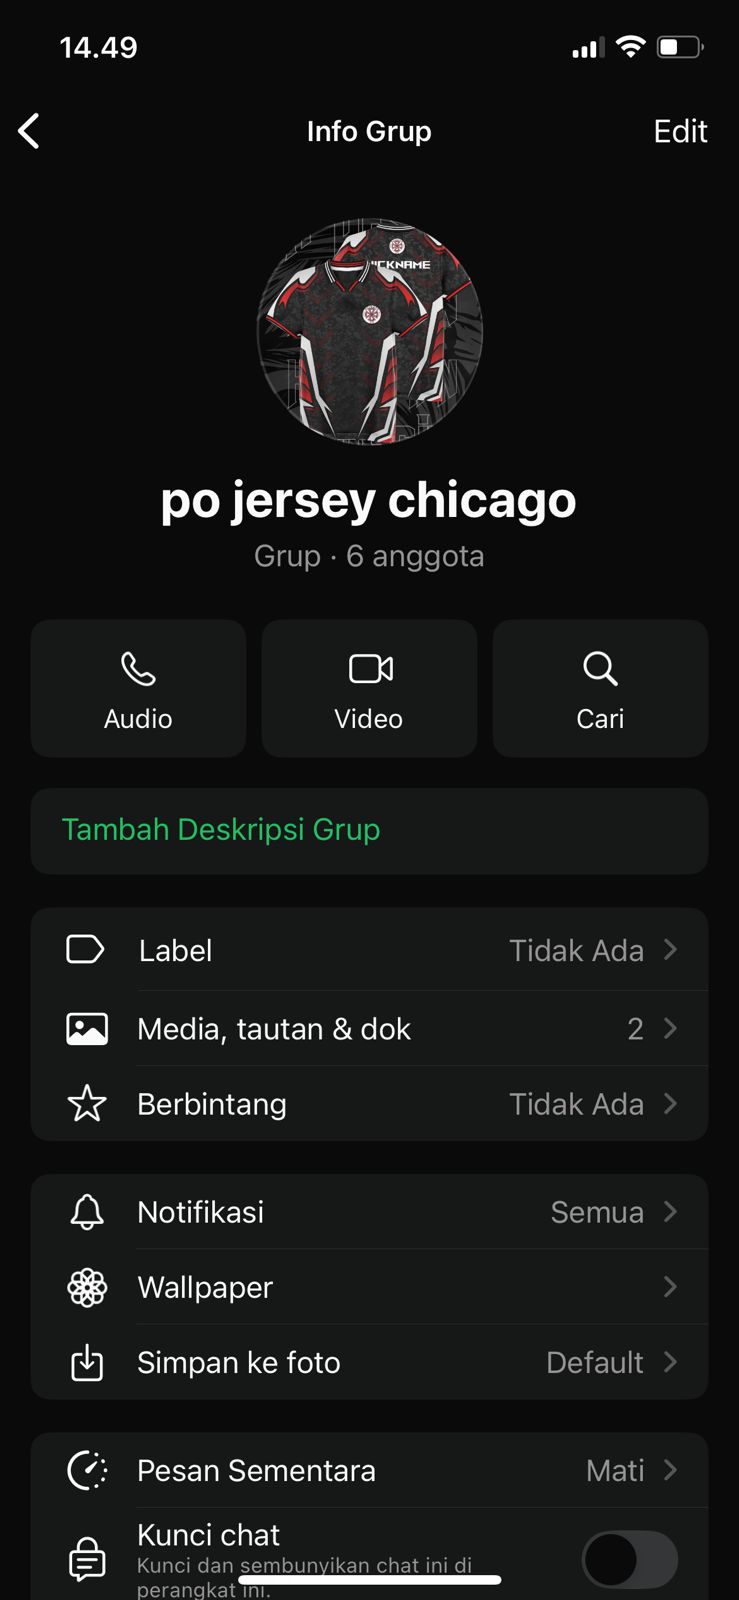 14.49
Info Grup
Edit
po jersey chicago
Grup · 6 anggota
Audio
Video
Cari
Tambah Deskripsi Grup
Label
Tidak Ada
Media, tautan & dok
2
Berbintang
Tidak Ada
Notifikasi
Semua
Wallpaper
Simpan ke foto
Default
Pesan Sementara
Mati
Kunci chat
Kunci dan sembunyikan chat ini di
perangkat ini.